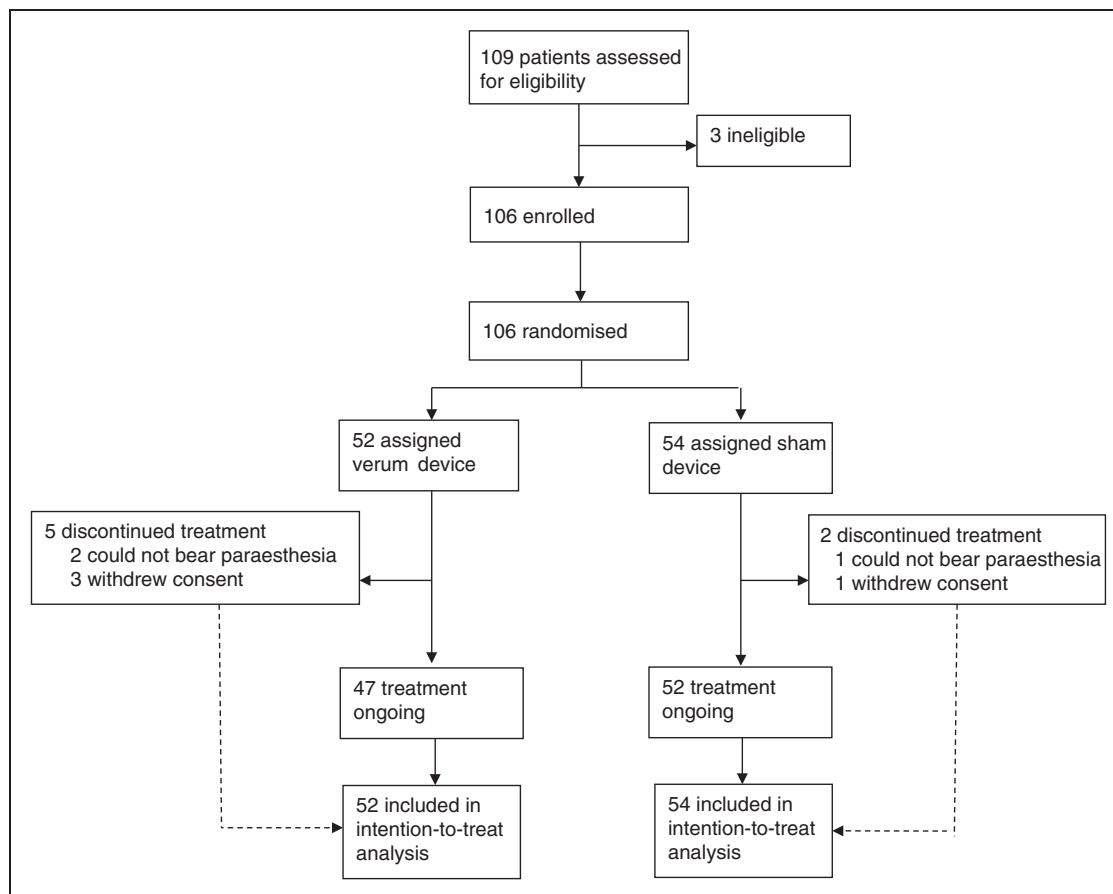 109 patients assessed
for eligibility
3 ineligible
106 enrolled
106 randomised
52 assigned
verum device
54 assigned sham
device
5 discontinued treatment
2 could not bear paraesthesia
3 withdrew consent
2 discontinued treatment
1 could not bear paraesthesia
1 withdrew consent
47 treatment
ongoing
52 treatment
ongoing
52 included in
intention-to-treat
analysis
54 included in
intention-to-treat
analysis